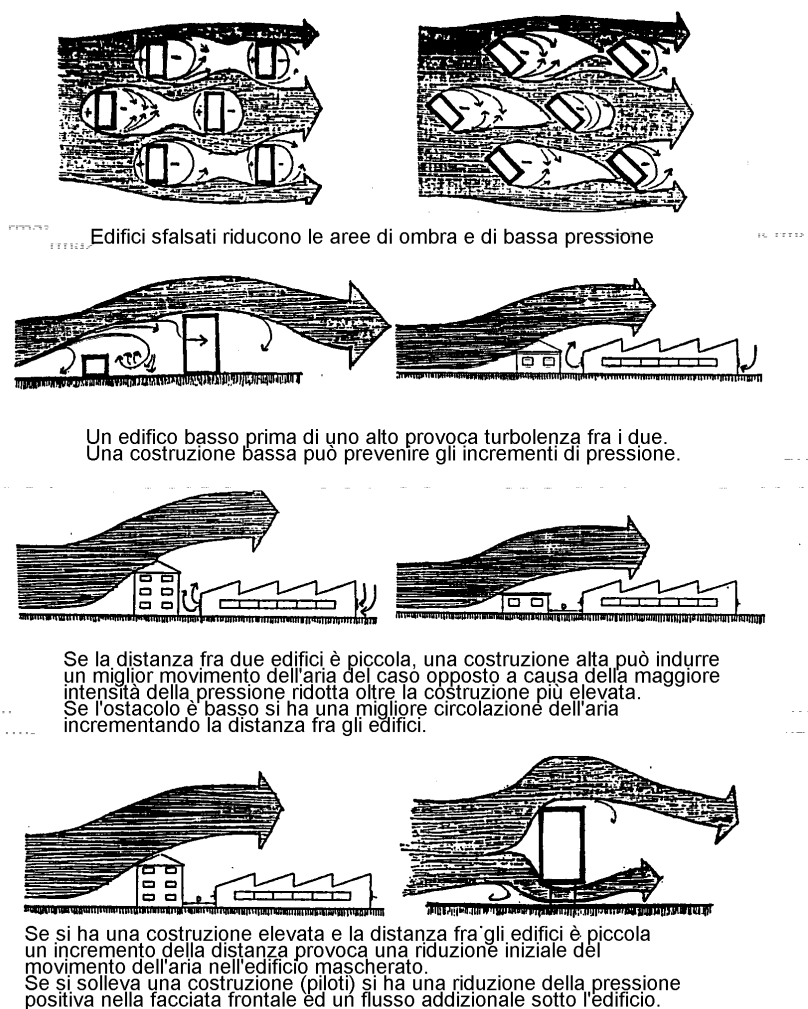 Edifici sfalsati riducono le aree di ombra e di bassa pressione
Un edifico basso prima di uno alto provoca turbolenza fra i due.
Una costruzione bassa può prevenire gli incrementi di pressione.
Se la distanza fra due edifici è piccola, una costruzione alta può indurre
un miglior movimento dell'aria del caso opposto a causa della maggiore
intensità della pressione ridotta oltre la costruzione più elevata.
Se l'ostacolo è basso si ha una migliore circolazione dell'aria
incrementando la distanza fra gli edifici.
Se si ha una costruzione elevata e la distanza fra gli edifici è piccola
un incremento della distanza provoca una riduzione iniziale del
movimento dell'aria nell'edificio mascherato.
Se si solleva una costruzione (piloti) si ha una riduzione della pressione
positiva nella facciata frontale ed un flusso addizionale sotto l'edificio.